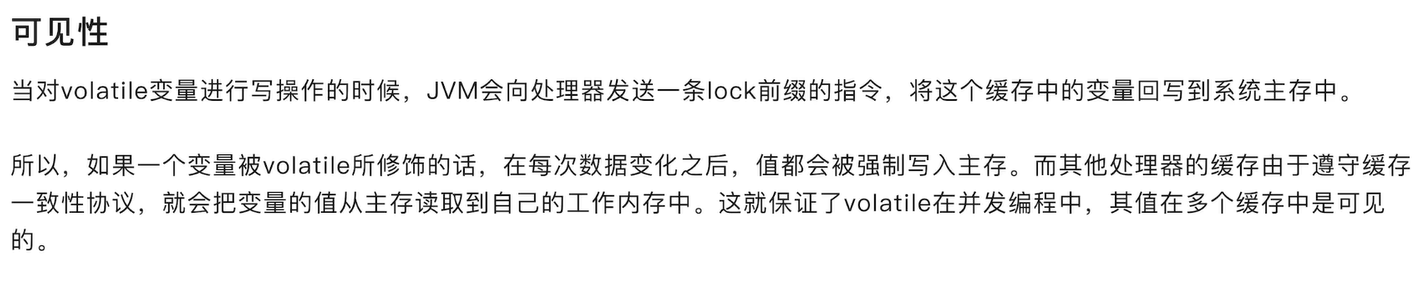 可见性
当对volatile变量进行写操作的时候，JVM会向处理器发送一条lock前缀的指令，将这个缓存中的变量回写到系统主存中。
所以，如果一个变量被volatile所修饰的话，在每次数据变化之后，值都会被强制写入主存。而其他处理器的缓存由于遵守缓存
一致性协议，就会把变量的值从主存读取到自己的工作内存中。这就保证了volatile在并发编程中，其值在多个缓存中是可见
的。